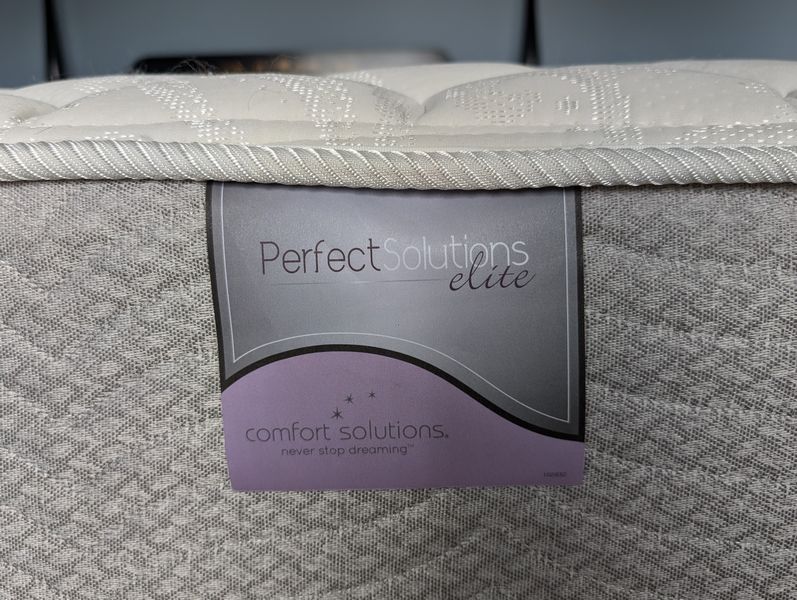 PerfectSolutions
elite
comfort solutions®
never stop dreaming™